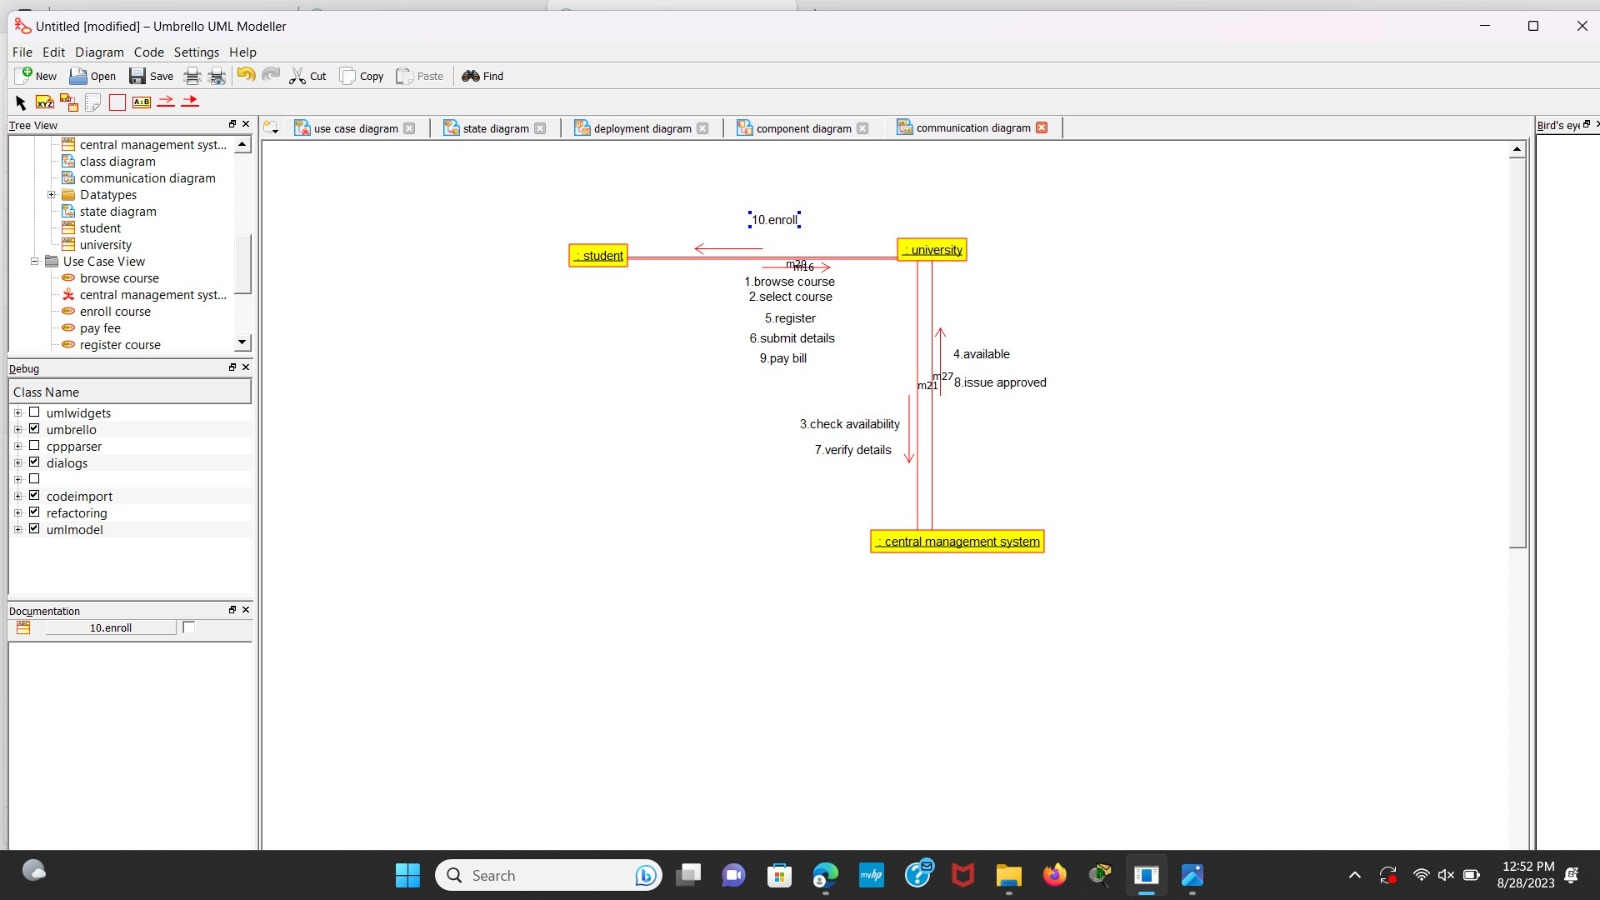 Untitled [modified] – Umbrello UML Modeller
File Edit Diagram Code Settings Help
New Open Save Cut Copy Paste Find
XYZ A:B
Tree View
use case diagram
state diagram
deployment diagram
component diagram
communication diagram
Bird's eye
central management syst...
class diagram
communication diagram
Datatypes
state diagram
student
university
Use Case View
browse course
central management syst...
enroll course
pay fee
register course
Debug
Class Name
umlwidgets
umbrello
cppparser
dialogs
codeimport
refactoring
umlmodel
Documentation
10.enroll
10.enroll
: student
: university
m20
m16
1.browse course
2.select course
5.register
6.submit details
9.pay bill
4.available
m27
m21
8.issue approved
3.check availability
7.verify details
: central management system
Search
myhp
12:52 PM
8/28/2023